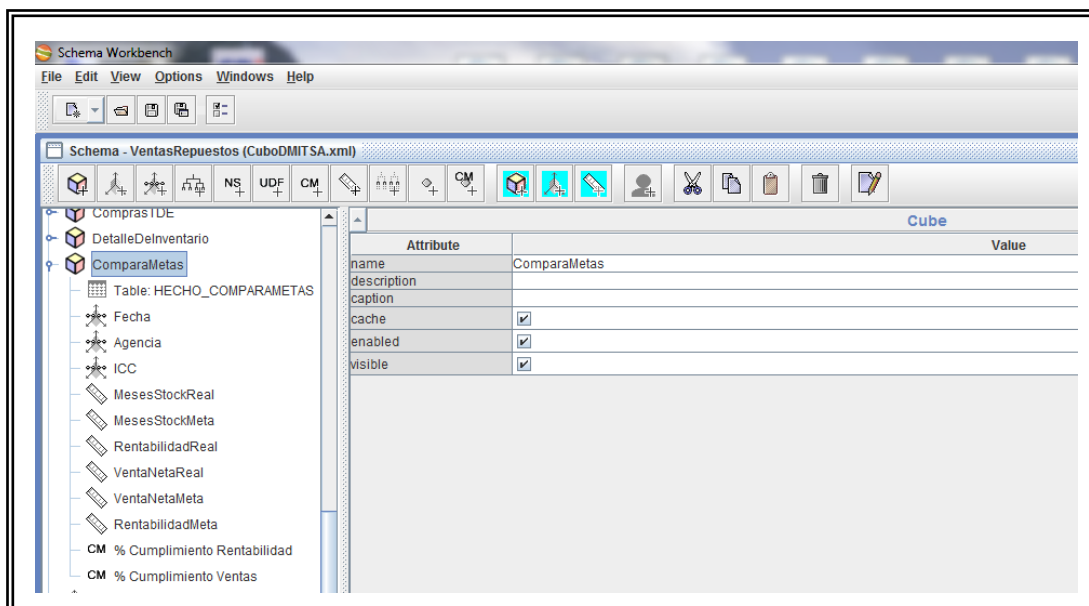 Schema Workbench
File Edit View Options Windows Help
Schema - VentasRepuestos (CuboDMITSA.xml)
NS UDF CM CM
ComprasTDE
DetalleDeInventario
ComparaMetas
Table: HECHO_COMPARAMETAS
Fecha
Agencia
ICC
MesesStockReal
MesesStockMeta
RentabilidadReal
VentaNetaReal
VentaNetaMeta
RentabilidadMeta
CM % Cumplimiento Rentabilidad
CM % Cumplimiento Ventas
Cube
Attribute Value
name ComparaMetas
description
caption
cache
enabled
visible